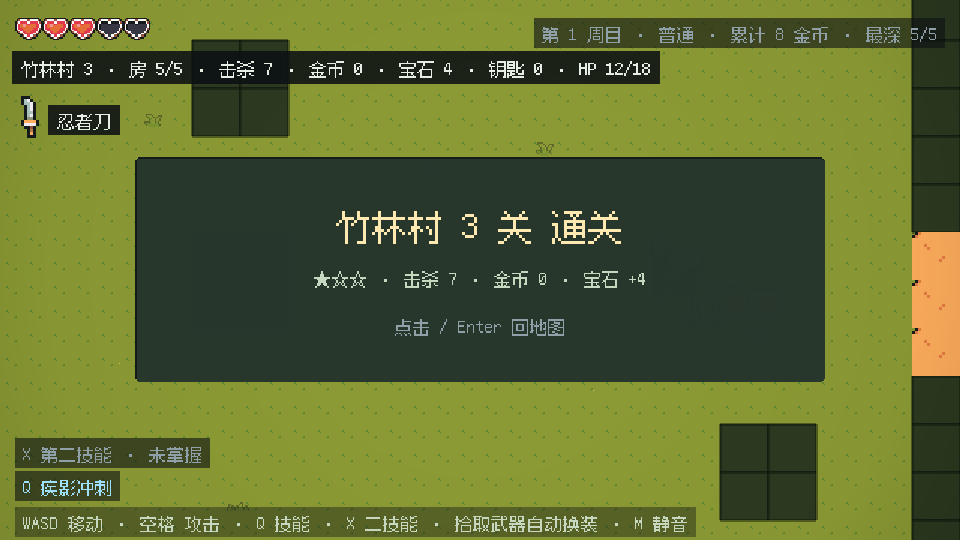 第 1 周目 · 普通 · 累计 8 金币 · 最深 5/5
竹林村 3 · 房 5/5 · 击杀 7 · 金币 0 · 宝石 4 · 钥匙 0 · HP 12/18
忍者刀
竹林村 3 关 通关
★☆☆ · 击杀 7 · 金币 0 · 宝石 +4
点击 / Enter 回地图
X 第二技能 · 未掌握
Q 疾影冲刺
WASD 移动 · 空格 攻击 · Q 技能 · X 二技能 · 拾取武器自动换装 · M 静音